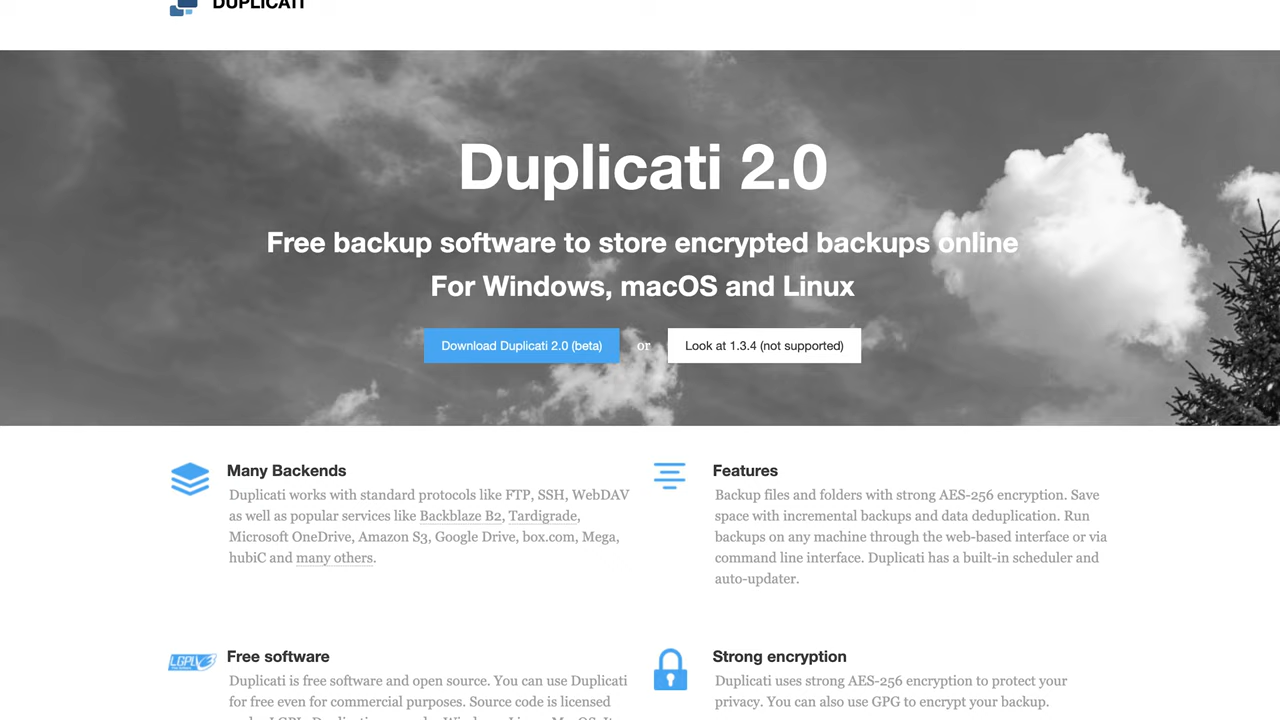 DUPLICATI
Duplicati 2.0
Free backup software to store encrypted backups online
For Windows, macOS and Linux
Download Duplicati 2.0 (beta)
or
Look at 1.3.4 (not supported)
Many Backends
Duplicati works with standard protocols like FTP, SSH, WebDAV
as well as popular services like Backblaze B2, Tardigrade,
Microsoft OneDrive, Amazon S3, Google Drive, box.com, Mega,
hubiC and many others.
Features
Backup files and folders with strong AES-256 encryption. Save
space with incremental backups and data deduplication. Run
backups on any machine through the web-based interface or via
command line interface. Duplicati has a built-in scheduler and
auto-updater.
LGPLv3
Free software
Duplicati is free software and open source. You can use Duplicati
for free even for commercial purposes. Source code is licensed
Strong encryption
Duplicati uses strong AES-256 encryption to protect your
privacy. You can also use GPG to encrypt your backup.